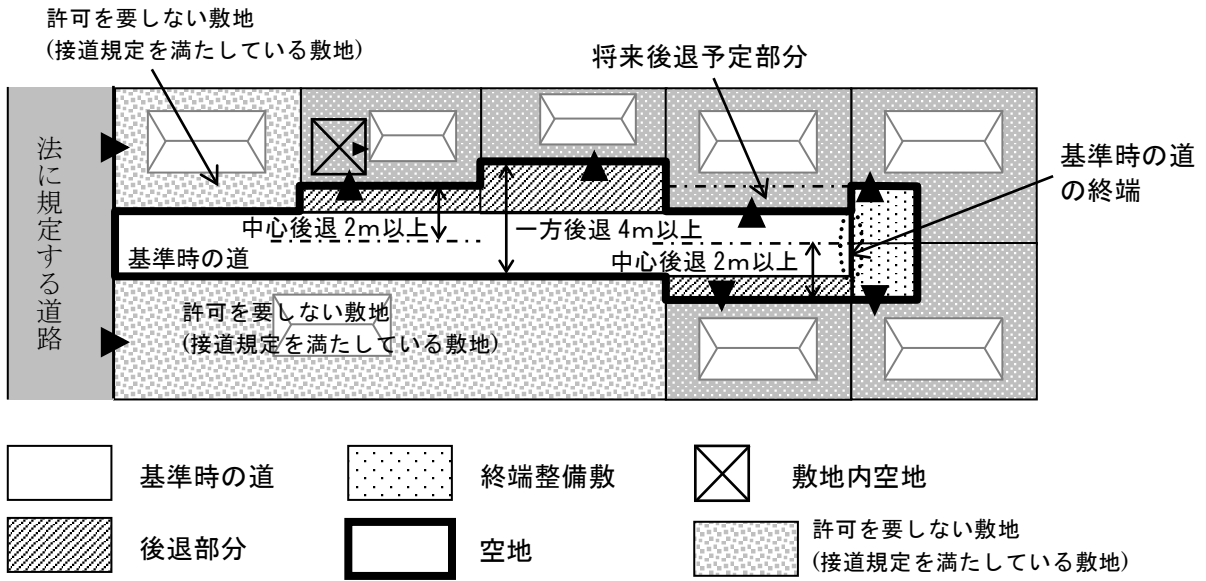 許可を要しない敷地
(接道規定を満たしている敷地)
将来後退予定部分
法に規定する道路
基準時の道
の終端
中心後退 2m以上
一方後退 4m以上
基準時の道
中心後退 2m以上
許可を要しない敷地
(接道規定を満たしている敷地)
基準時の道
終端整備敷
敷地内空地
後退部分
空地
許可を要しない敷地
(接道規定を満たしている敷地)